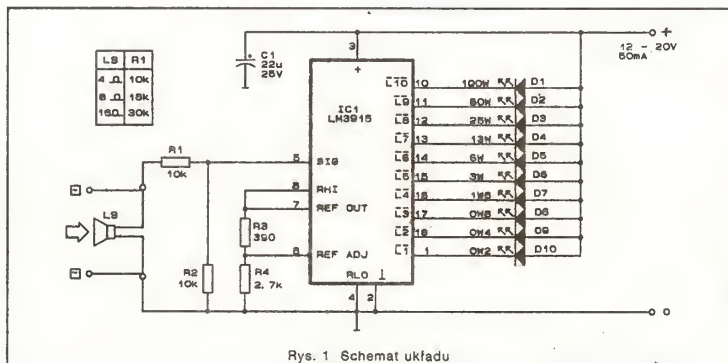 LS R1
4 Ω 10k
8 Ω 18k
16Ω 30k
C1
22u
25V
3
+
12 - 20V
50mA
+
IC1
LM3915
L10 10 100W D1
L9 11 50W D2
L8 12 25W D3
L7 13 13W D4
L6 14 6W D5
L5 15 3W D6
L4 16 1W5 D7
L3 17 0W8 D8
L2 18 0W4 D9
L1 1 0W2 D10
R1
10k
5 SIG
6 RHI
7 REF OUT
8 REF ADJ
RLO ⊥
4 2
LS
R3
390
R2
10k
R4
2,7k
Rys. 1 Schemat układu